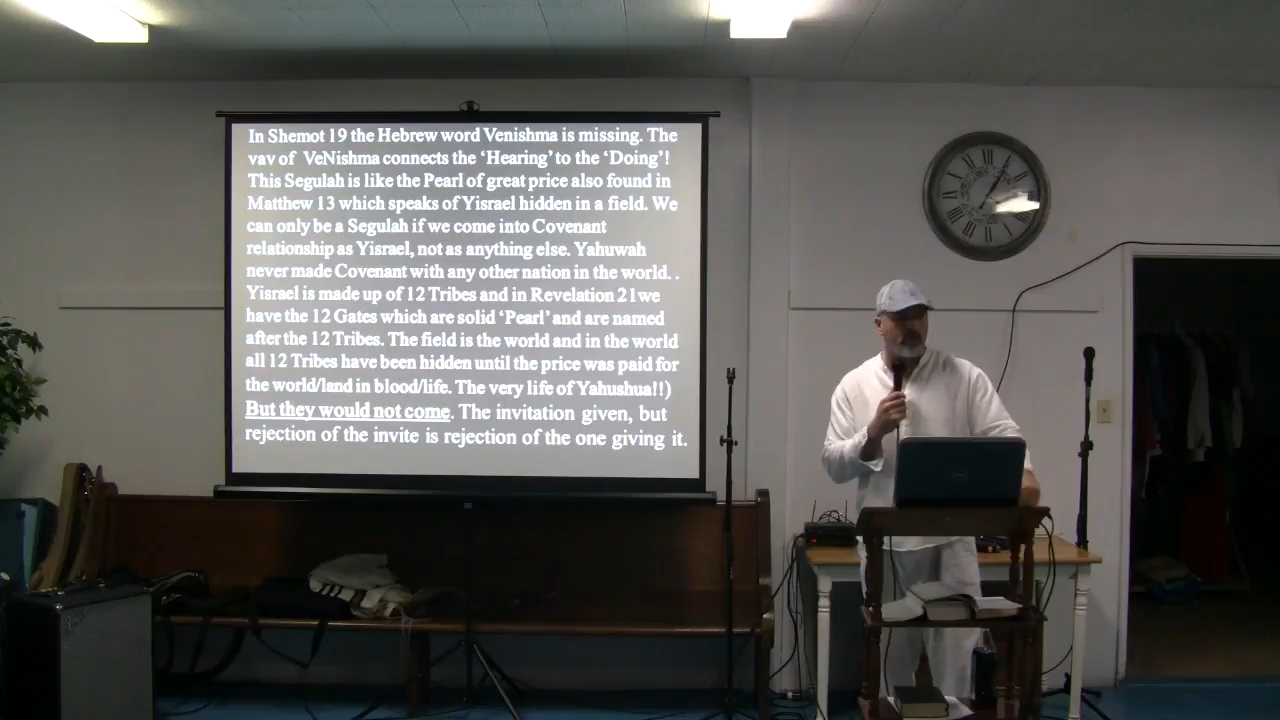 In Shemot 19 the Hebrew word Venishma is missing. The
vav of VeNishma connects the ‘Hearing’ to the ‘Doing’!
This Segulah is like the Pearl of great price also found in
Matthew 13 which speaks of Yisrael hidden in a field. We
can only be a Segulah if we come into Covenant
relationship as Yisrael, not as anything else. Yahuwah
never made Covenant with any other nation in the world. .
Yisrael is made up of 12 Tribes and in Revelation 21we
have the 12 Gates which are solid ‘Pearl’ and are named
after the 12 Tribes. The field is the world and in the world
all 12 Tribes have been hidden until the price was paid for
the world/land in blood/life. The very life of Yahushua!!)
But they would not come. The invitation given, but
rejection of the invite is rejection of the one giving it.